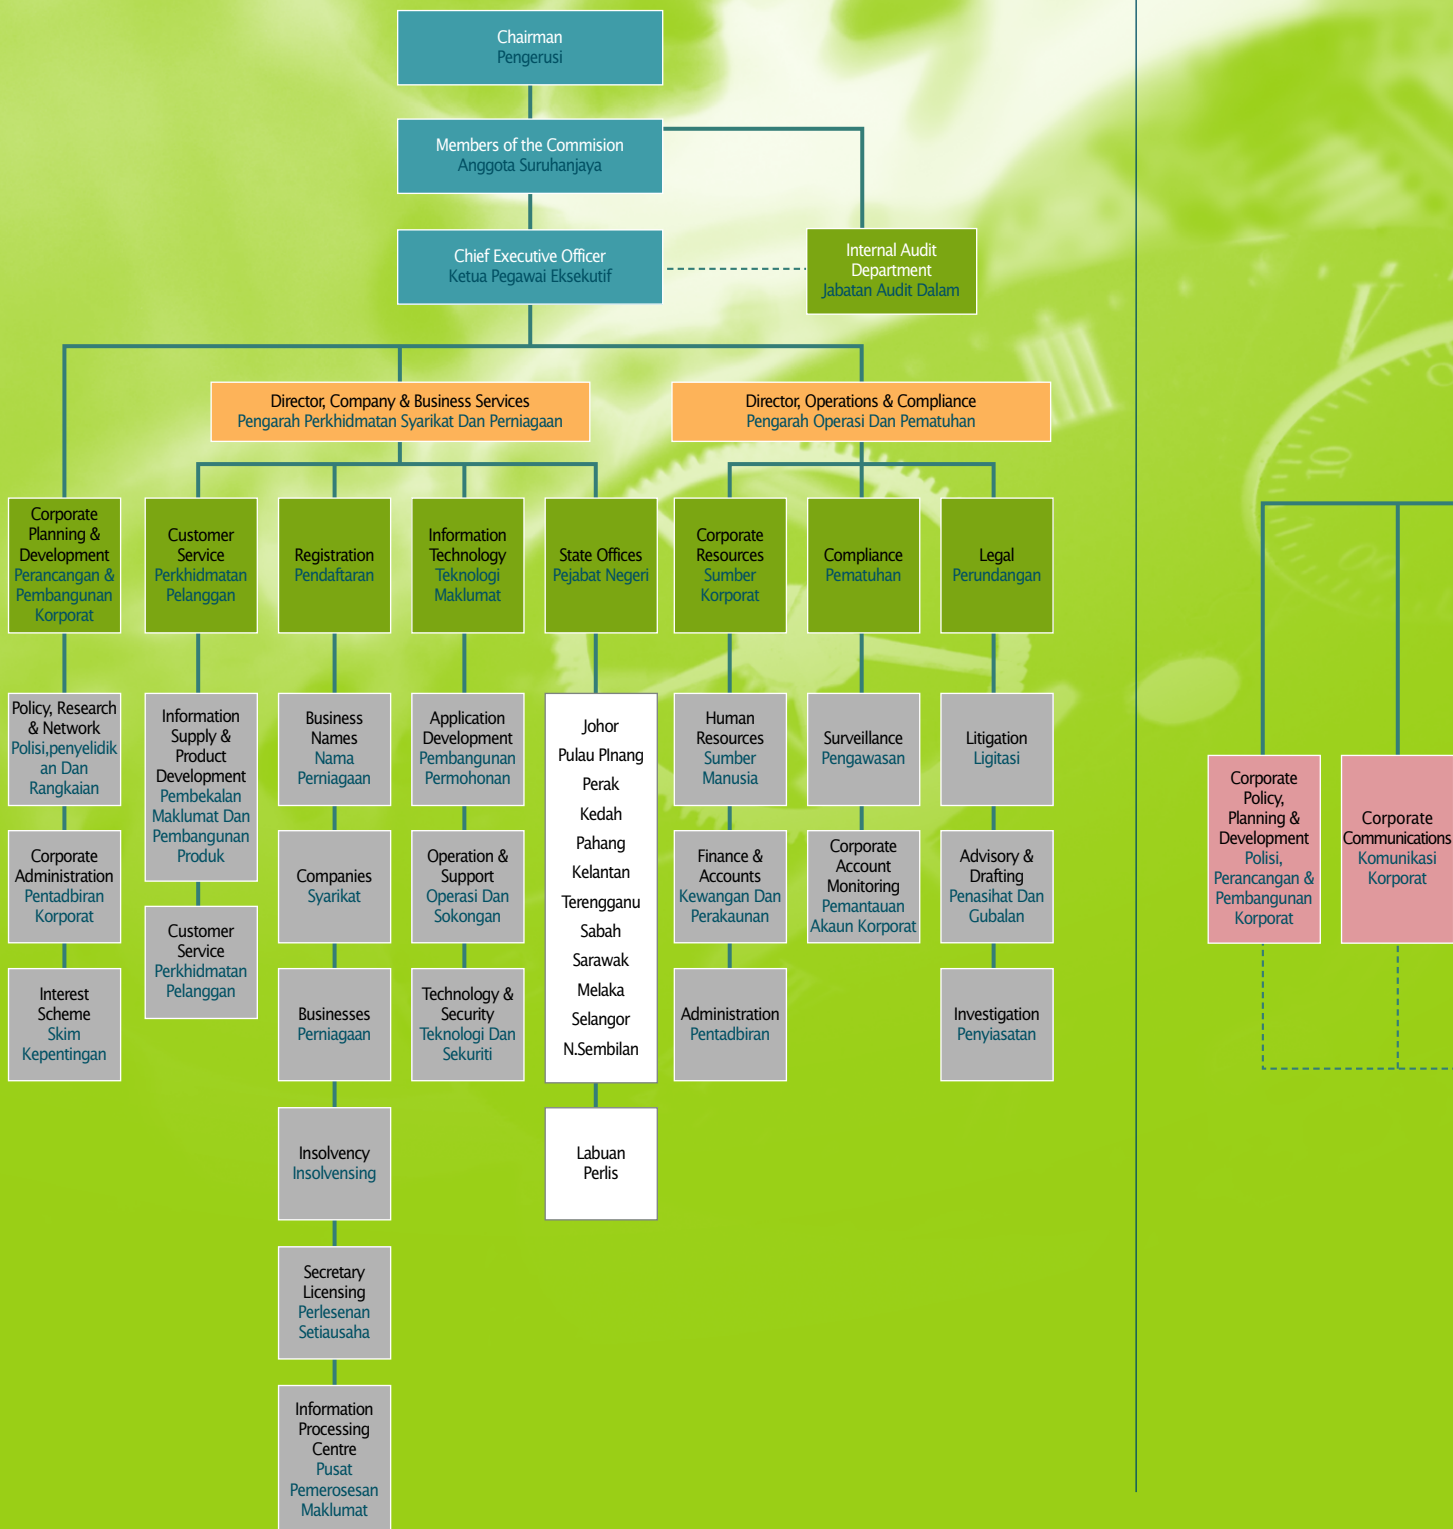 Chairman
Pengerusi
Members of the Commision
Anggota Suruhanjaya
Chief Executive Officer
Ketua Pegawai Eksekutif
Internal Audit
Department
Jabatan Audit Dalam
Director, Company & Business Services
Pengarah Perkhidmatan Syarikat Dan Perniagaan
Director, Operations & Compliance
Pengarah Operasi Dan Pematuhan
Corporate
Planning &
Development
Perancangan &
Pembangunan
Korporat
Customer
Service
Perkhidmatan
Pelanggan
Registration
Pendaftaran
Information
Technology
Teknologi
Maklumat
State Offices
Pejabat Negeri
Corporate
Resources
Sumber
Korporat
Compliance
Pematuhan
Legal
Perundangan
Policy, Research
& Network
Polisi,penyelidik
an Dan
Rangkaian
Corporate
Administration
Pentadbiran
Korporat
Interest
Scheme
Skim
Kepentingan
Information
Supply &
Product
Development
Pembekalan
Maklumat Dan
Pembangunan
Produk
Customer
Service
Perkhidmatan
Pelanggan
Business
Names
Nama
Perniagaan
Companies
Syarikat
Businesses
Perniagaan
Insolvency
Insolvensing
Secretary
Licensing
Perlesenan
Setiausaha
Information
Processing
Centre
Pusat
Pemerosesan
Maklumat
Application
Development
Pembangunan
Permohonan
Operation &
Support
Operasi Dan
Sokongan
Technology &
Security
Teknologi Dan
Sekuriti
Johor
Pulau PInang
Perak
Kedah
Pahang
Kelantan
Terengganu
Sabah
Sarawak
Melaka
Selangor
N.Sembilan
Labuan
Perlis
Human
Resources
Sumber
Manusia
Finance &
Accounts
Kewangan Dan
Perakaunan
Administration
Pentadbiran
Surveillance
Pengawasan
Corporate
Account
Monitoring
Pemantauan
Akaun Korporat
Litigation
Ligitasi
Advisory &
Drafting
Penasihat Dan
Gubalan
Investigation
Penyiasatan
Corporate
Policy,
Planning &
Development
Polisi,
Perancangan &
Pembangunan
Korporat
Corporate
Communications
Komunikasi
Korporat
10